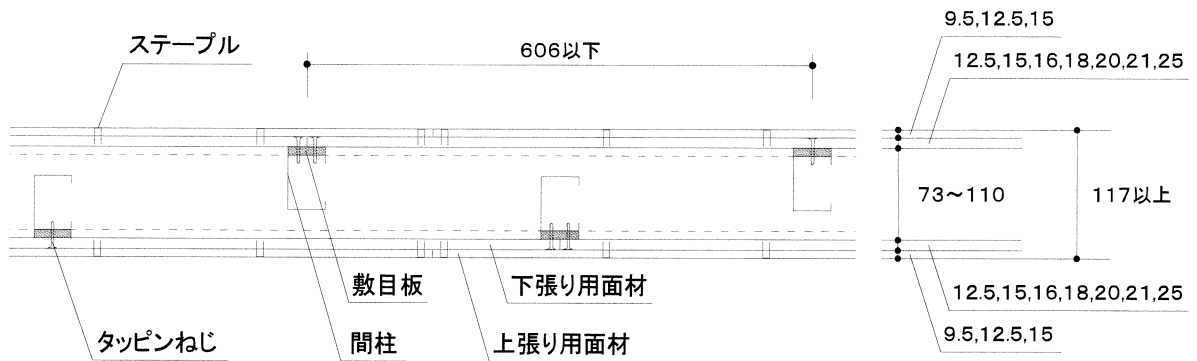 9.5,12.5,15
ステープル
606以下
12.5,15,16,18,20,21,25
73～110
117以上
敷目板
下張り用面材
12.5,15,16,18,20,21,25
タッピンねじ
間柱
上張り用面材
9.5,12.5,15